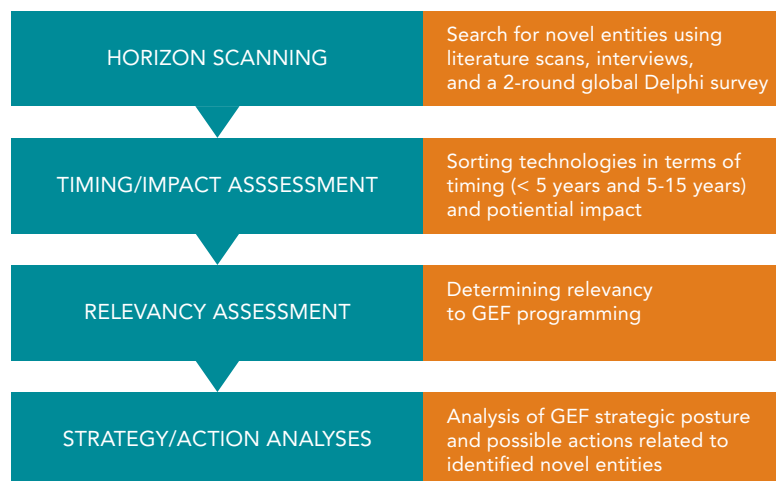 HORIZON SCANNING
Search for novel entities using
literature scans, interviews,
and a 2-round global Delphi survey
TIMING/IMPACT ASSSESSMENT
Sorting technologies in terms of
timing (< 5 years and 5-15 years)
and potiential impact
RELEVANCY ASSESSMENT
Determining relevancy
to GEF programming
STRATEGY/ACTION ANALYSES
Analysis of GEF strategic posture
and possible actions related to
identified novel entities